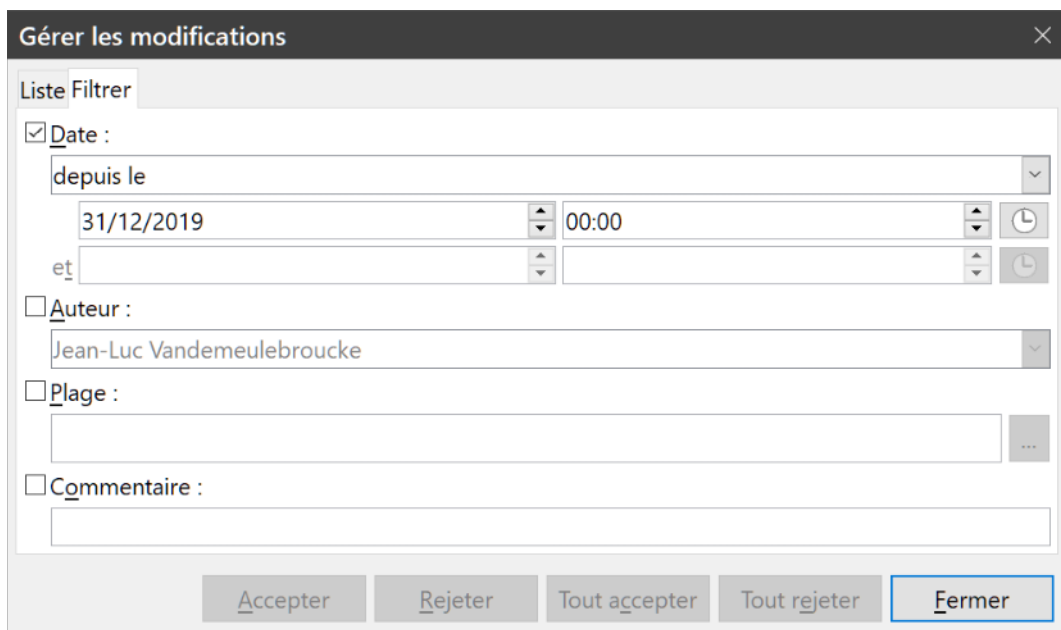 Gérer les modifications
Liste Filtrer
Date :
depuis le
31/12/2019 00:00
et
Auteur :
Jean-Luc Vandemeulebroucke
Plage :
...
Commentaire :
Accepter Rejeter Tout accepter Tout rejeter Fermer